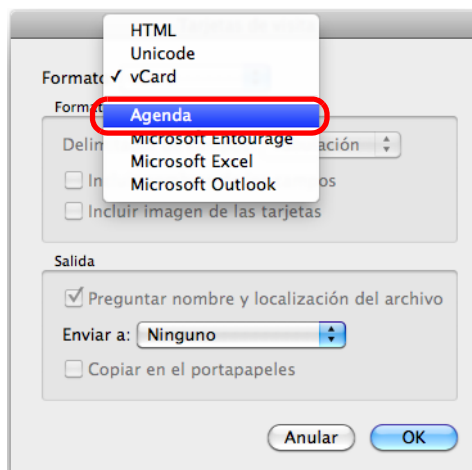 HTML
Unicode
Formato ✓ vCard
Agenda
Microsoft Entourage
ación
Microsoft Excel
Microsoft Outlook
Incluir imagen de las tarjetas
Salida
Preguntar nombre y localización del archivo
Enviar a: Ninguno
Copiar en el portapapeles
Anular OK